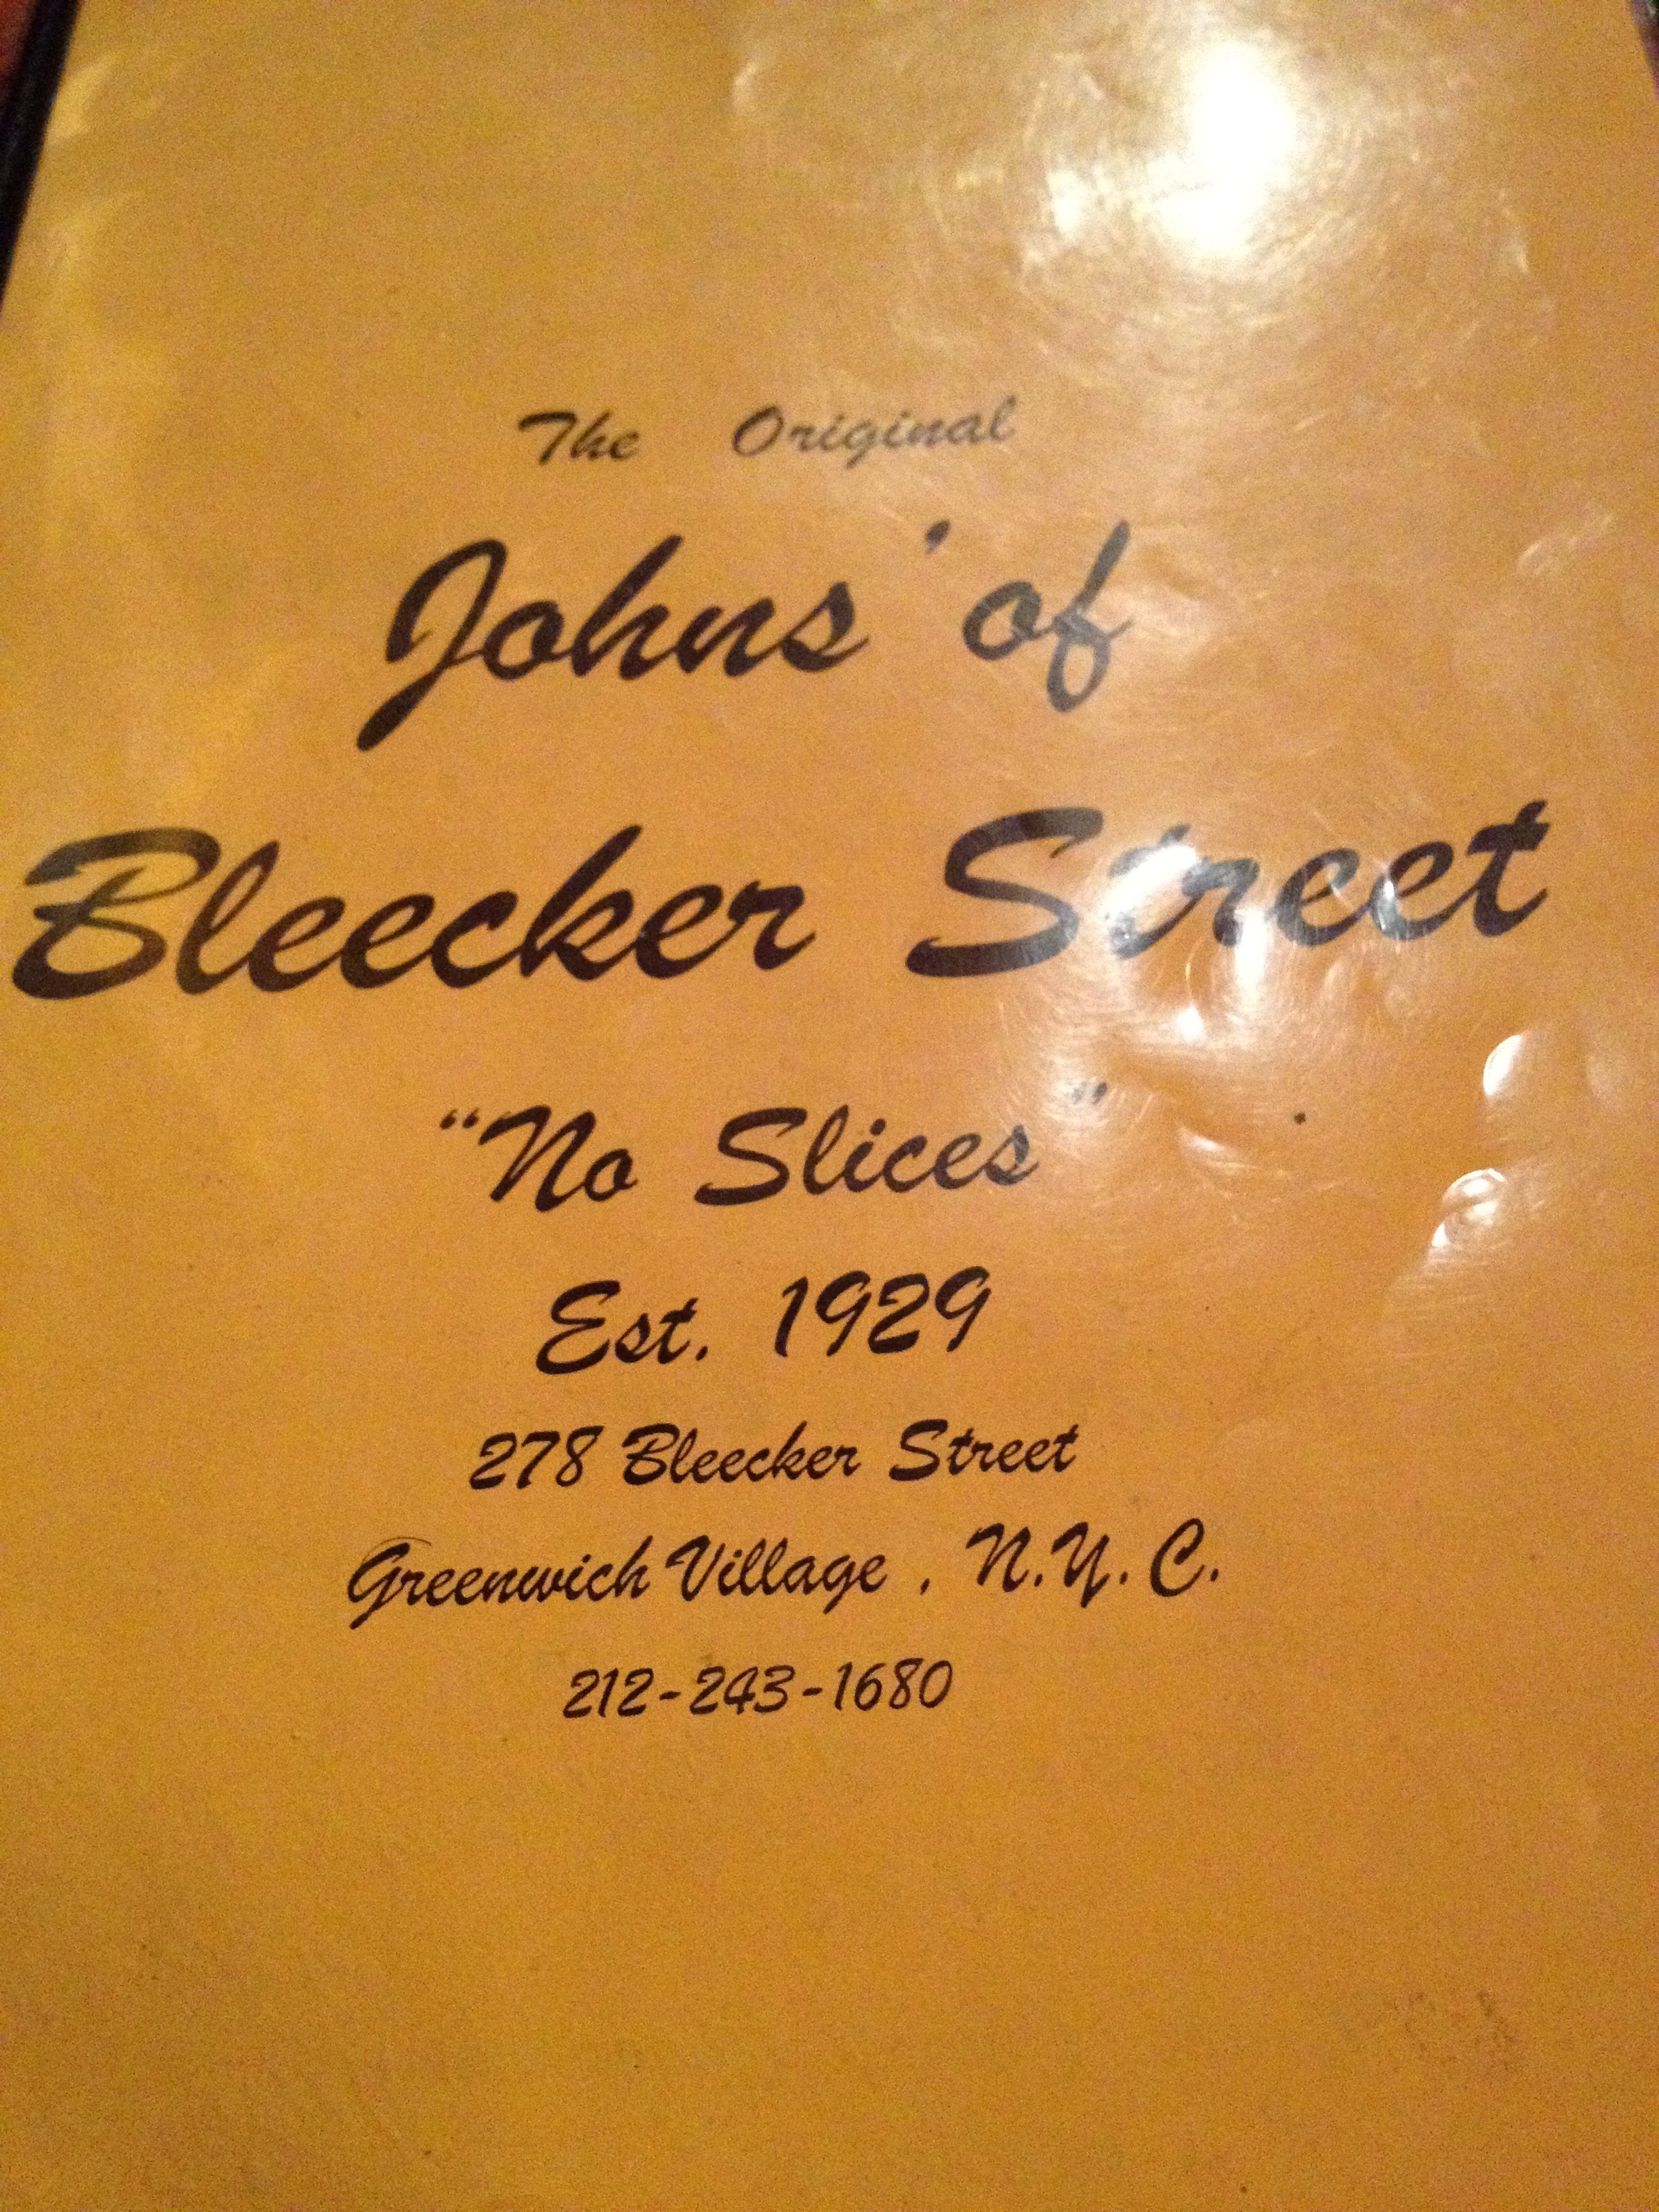 The Original
Johns' of
Bleecker Street
"No Slices"
Est. 1929
278 Bleecker Street
Greenwich Village , N.Y.C.
212-243-1680